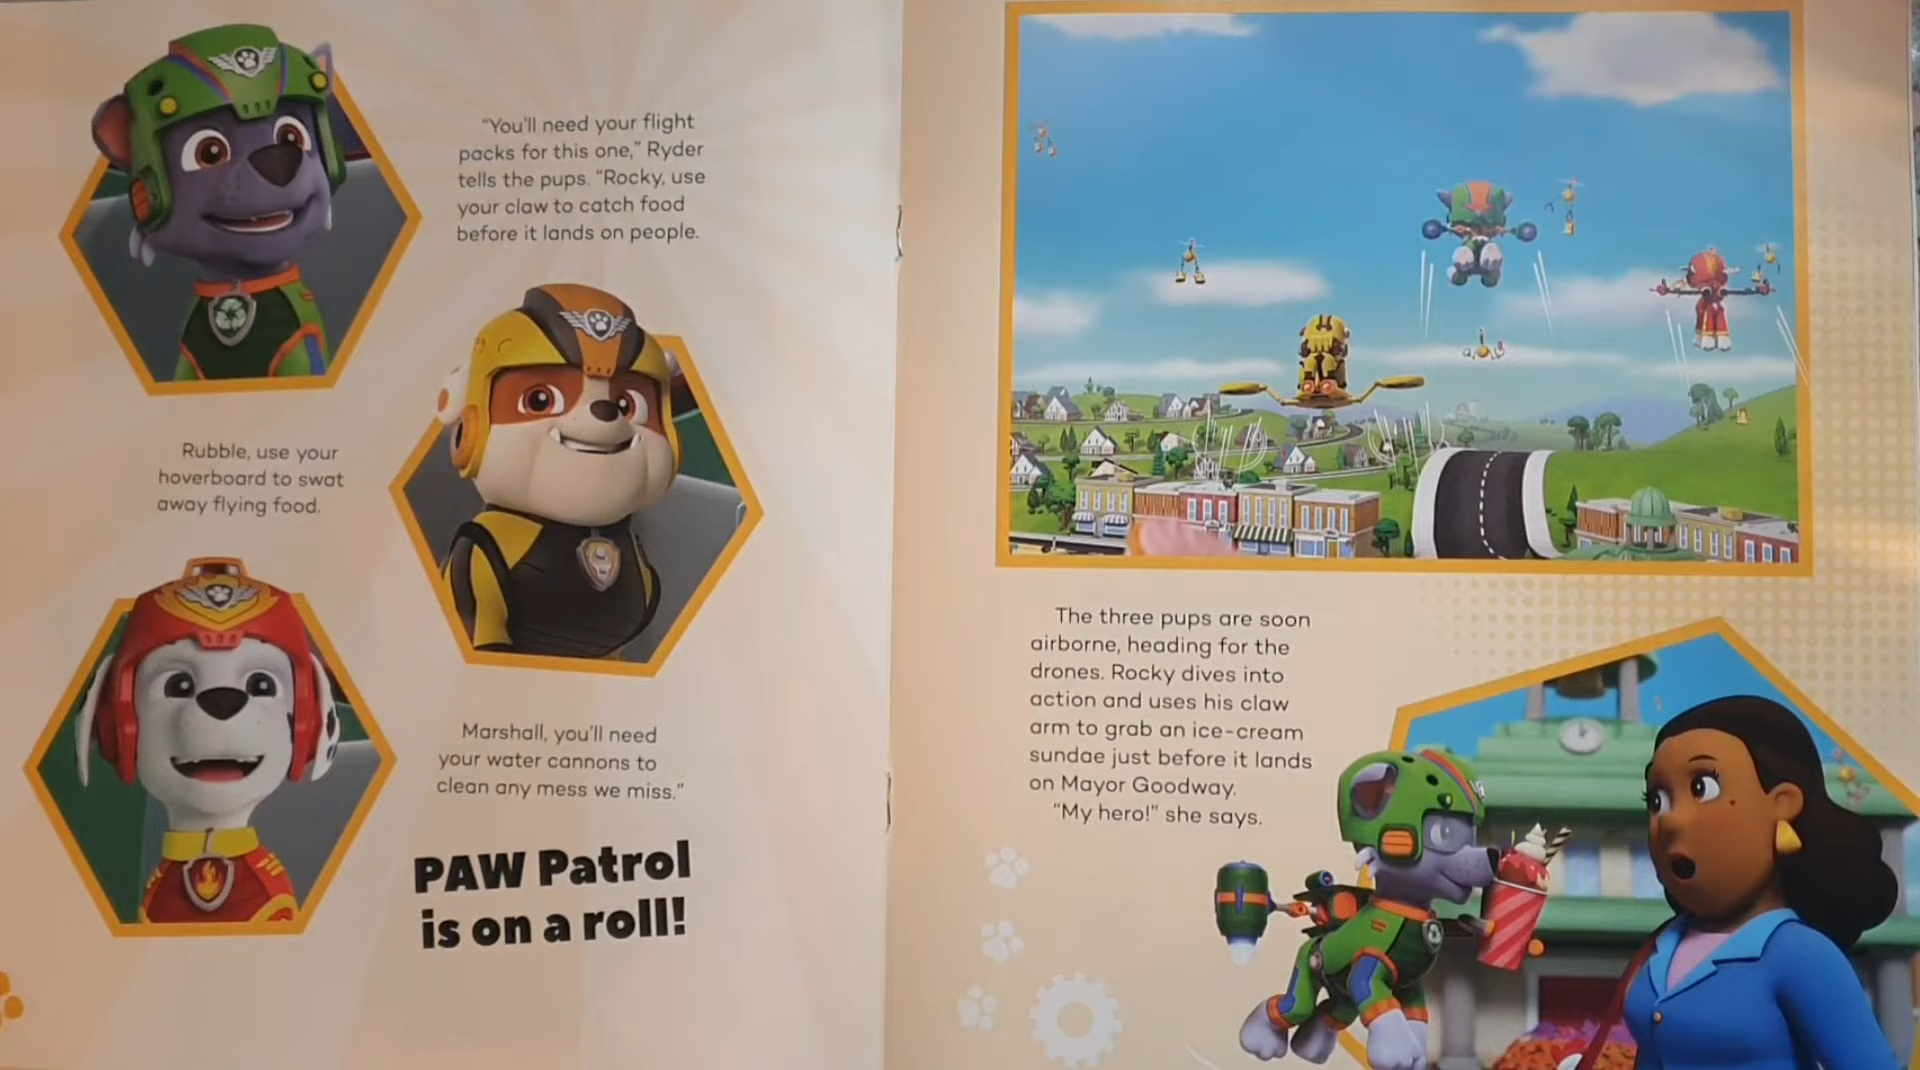 "You'll need your flight
packs for this one," Ryder
tells the pups. "Rocky, use
your claw to catch food
before it lands on people.
Rubble, use your
hoverboard to swat
away flying food.
Marshall, you'll need
your water cannons to
clean any mess we miss."
PAW Patrol
is on a roll!
The three pups are soon
airborne, heading for the
drones. Rocky dives into
action and uses his claw
arm to grab an ice-cream
sundae just before it lands
on Mayor Goodway.
"My hero!" she says.